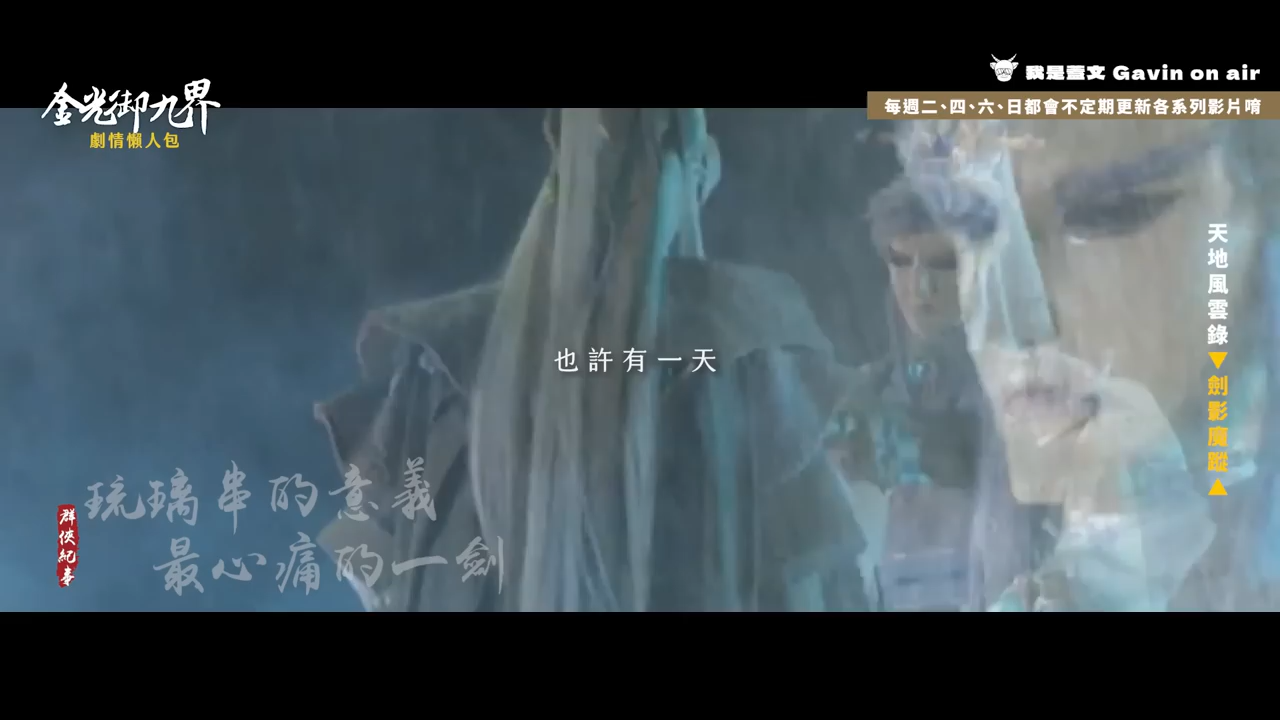 金光御九界
劇情懶人包
我是蓋文 Gavin on air
每週二、四、六、日都會不定期更新各系列影片唷
天地風雲錄▼劍影魔蹤▲
也許有一天
琉璃串的意義
最心痛的一劍
群俠紀事